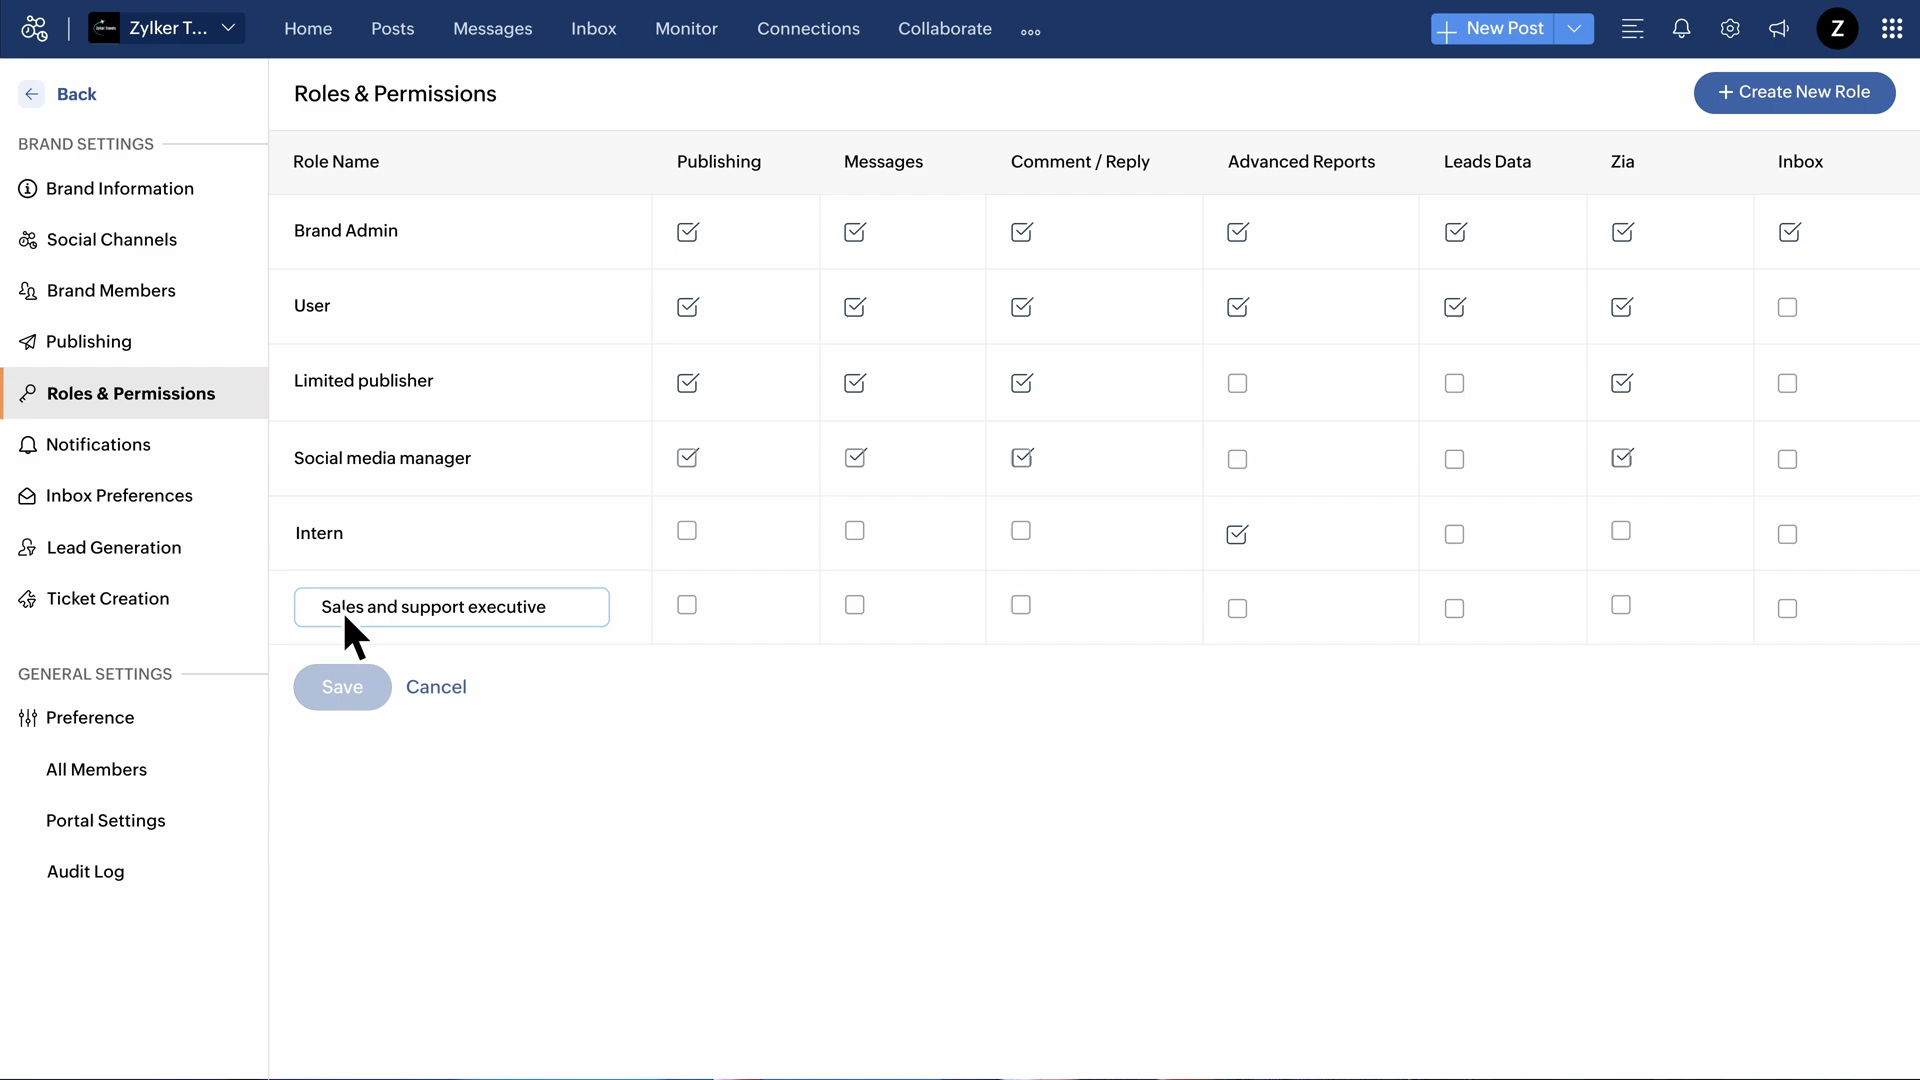 Zylker T...
Home
Posts
Messages
Inbox
Monitor
Connections
Collaborate
New Post
Z
Back
BRAND SETTINGS
Brand Information
Social Channels
Brand Members
Publishing
Roles & Permissions
Notifications
Inbox Preferences
Lead Generation
Ticket Creation
GENERAL SETTINGS
Preference
All Members
Portal Settings
Audit Log
Roles & Permissions
+ Create New Role
Role Name Publishing Messages Comment / Reply Advanced Reports Leads Data Zia Inbox
Brand Admin
User
Limited publisher
Social media manager
Intern
Sales and support executive
Save
Cancel